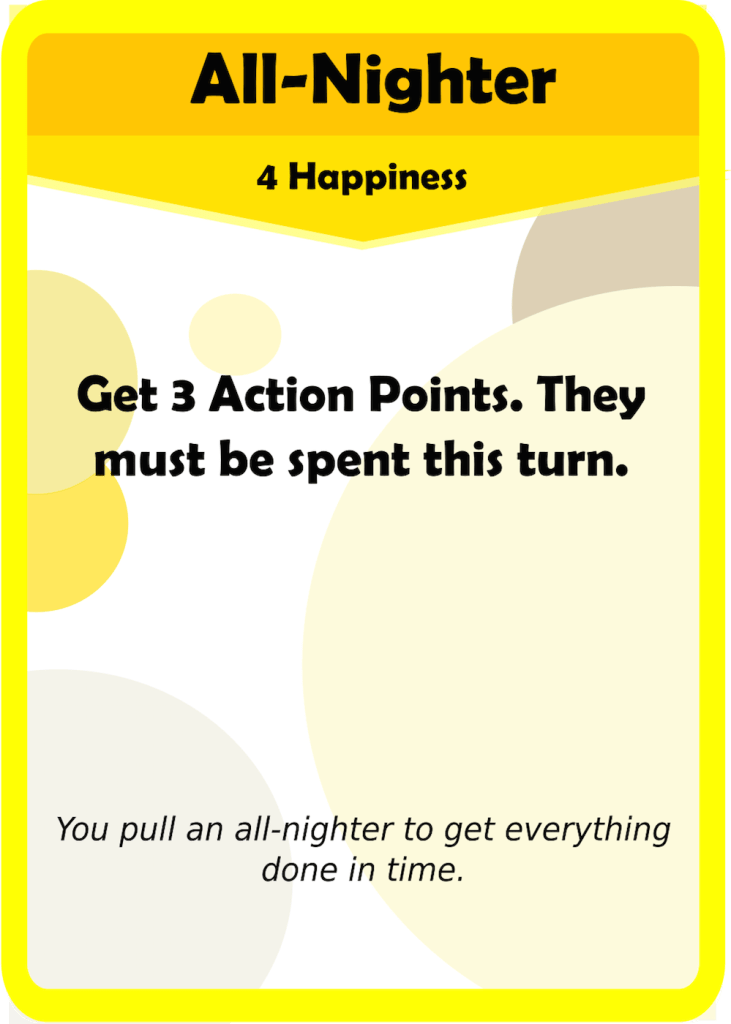 All-Nighter
4 Happiness
Get 3 Action Points. They
must be spent this turn.
You pull an all-nighter to get everything
done in time.